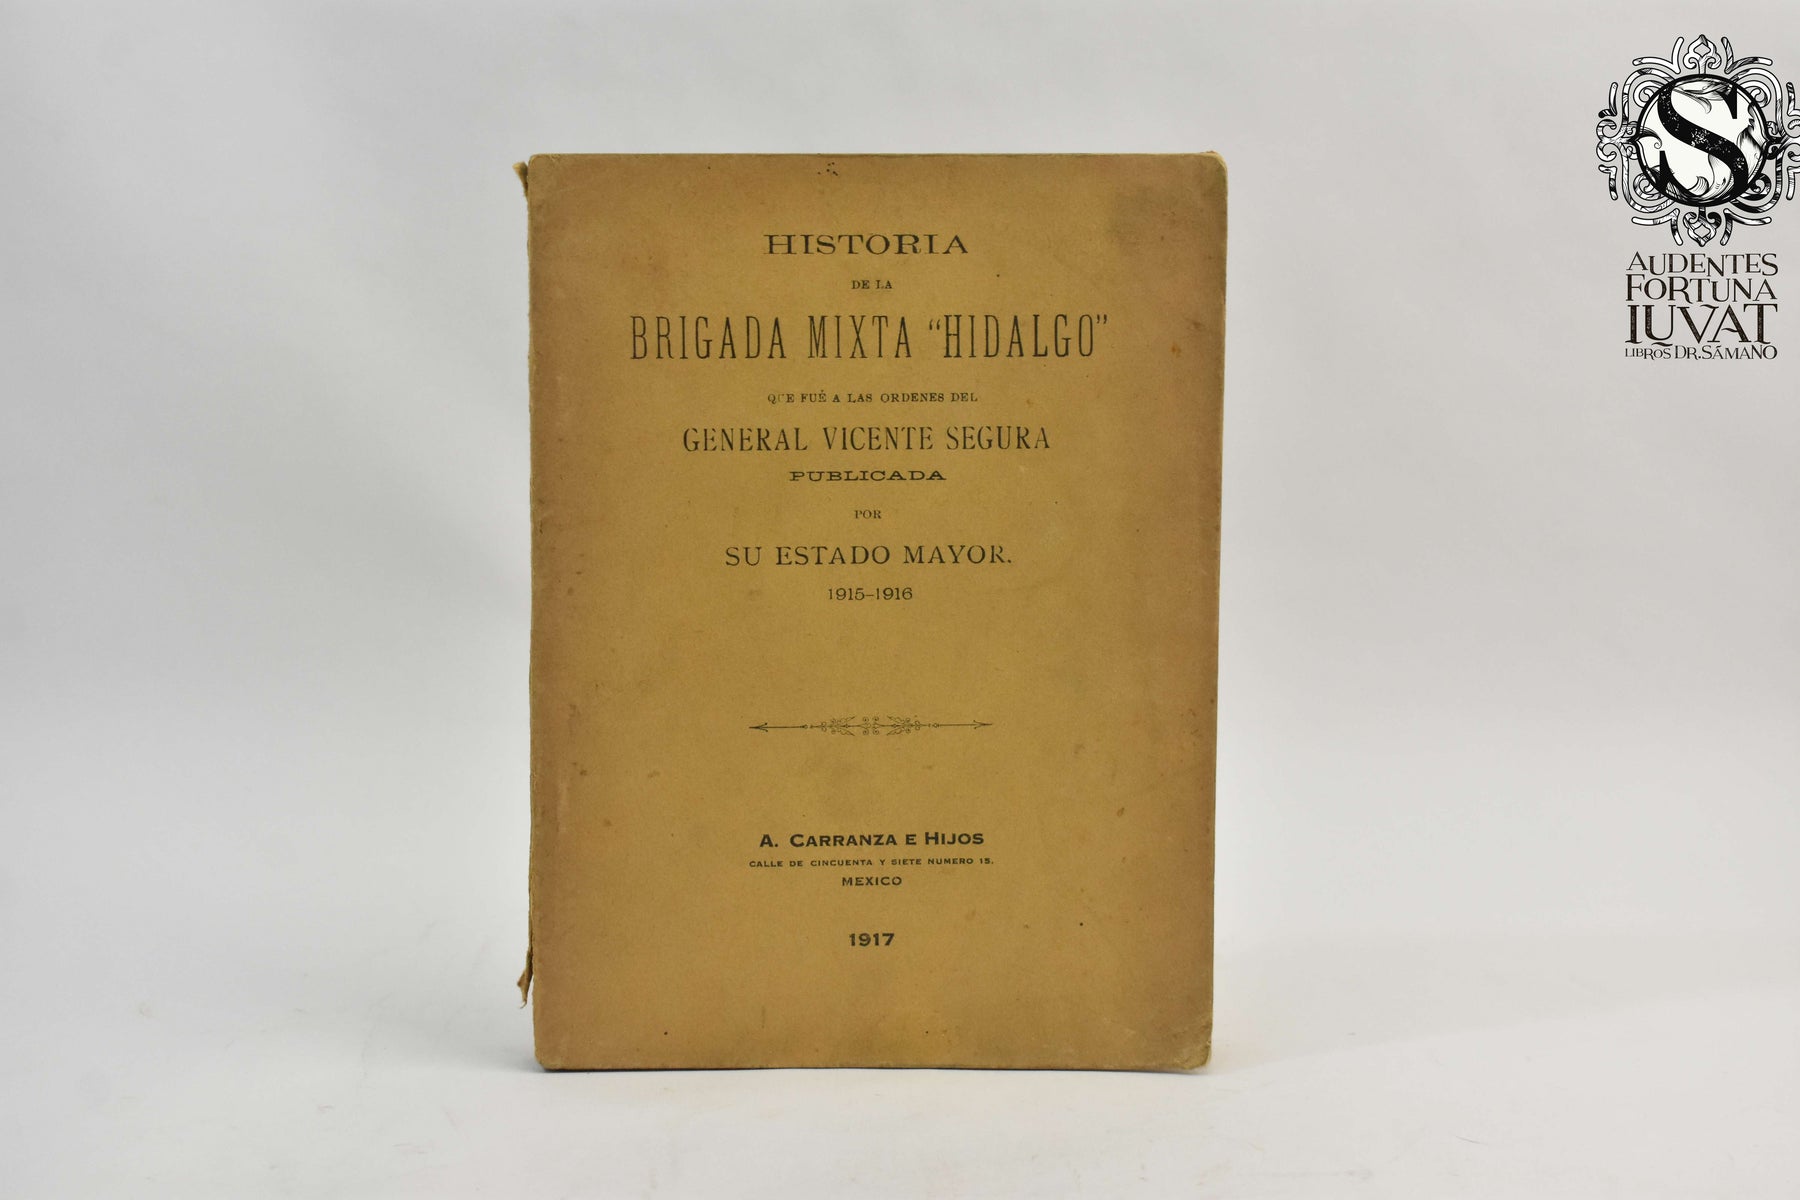 HISTORIA
DE LA
BRIGADA MIXTA "HIDALGO"
QUE FUÉ A LAS ORDENES DEL
GENERAL VICENTE SEGURA
PUBLICADA
POR
SU ESTADO MAYOR.
1915-1916
A. CARRANZA E HIJOS
CALLE DE CINCUENTA Y SIETE NUMERO 15.
MEXICO
1917
S
AUDENTES
FORTUNA
IUVAT
LIBROS DR. SÁMANO